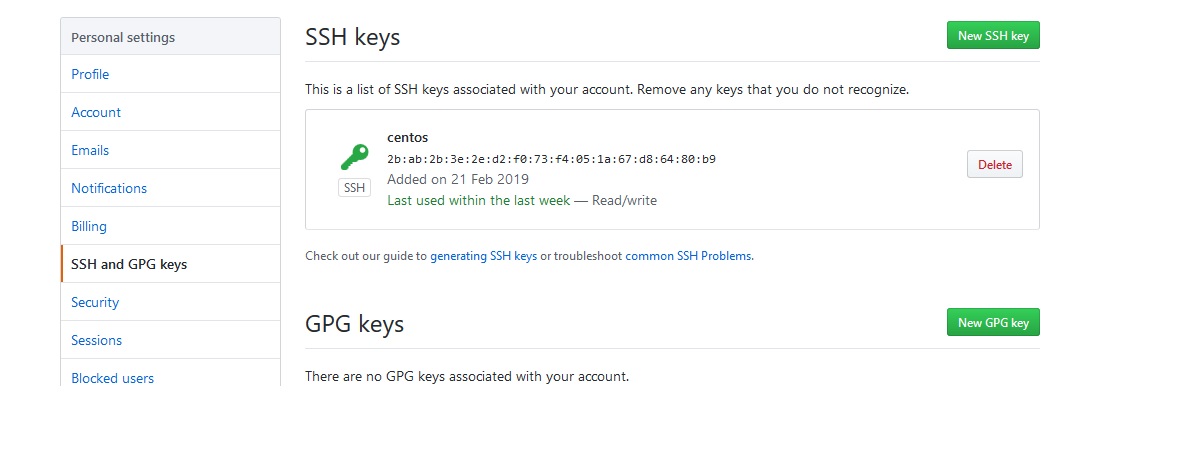 Personal settings
Profile
Account
Emails
Notifications
Billing
SSH and GPG keys
Security
Sessions
Blocked users
SSH keys
New SSH key
This is a list of SSH keys associated with your account. Remove any keys that you do not recognize.
centos
2b:ab:2b:3e:2e:d2:f0:73:f4:05:1a:67:d8:64:80:b9
Added on 21 Feb 2019
Last used within the last week — Read/write
SSH
Delete
Check out our guide to generating SSH keys or troubleshoot common SSH Problems.
GPG keys
New GPG key
There are no GPG keys associated with your account.